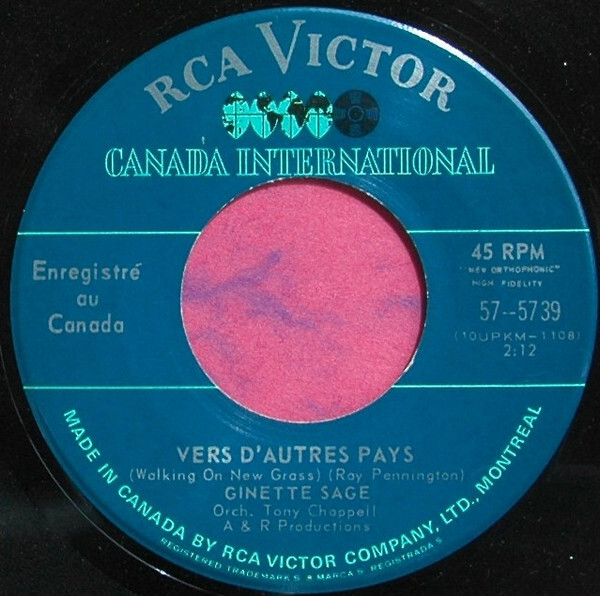 RCA VICTOR
CANADA INTERNATIONAL
Enregistré
au
Canada
45 RPM
"NEW ORTHOPHONIC"
HIGH FIDELITY
57--5739
(10UPKM-1108)
2:12
VERS D'AUTRES PAYS
(Walking On New Grass) (Ray Pennington)
GINETTE SAGE
Orch. Tony Chappell
A & R Productions
MADE IN CANADA BY RCA VICTOR COMPANY, LTD., MONTREAL
REGISTERED TRADEMARKS & MARCAS REGISTRADAS